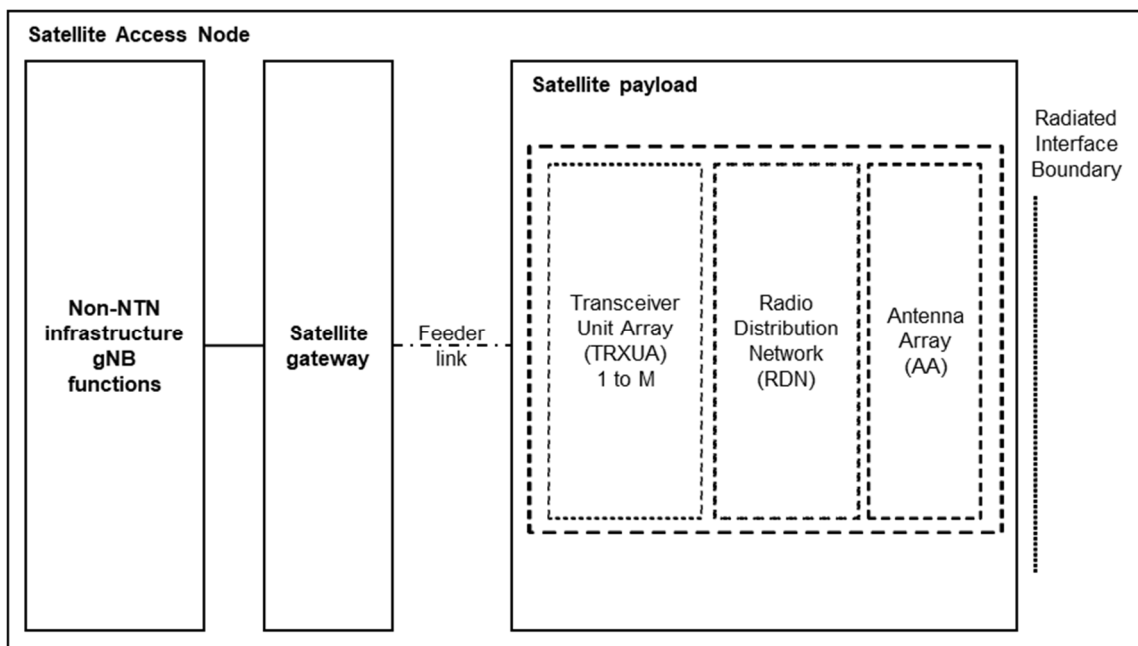 Satellite Access Node
Non-NTN
infrastructure
gNB
functions
Satellite
gateway
Feeder
link
Satellite payload
Transceiver
Unit Array
(TRXUA)
1 to M
Radio
Distribution
Network
(RDN)
Antenna
Array
(AA)
Radiated
Interface
Boundary